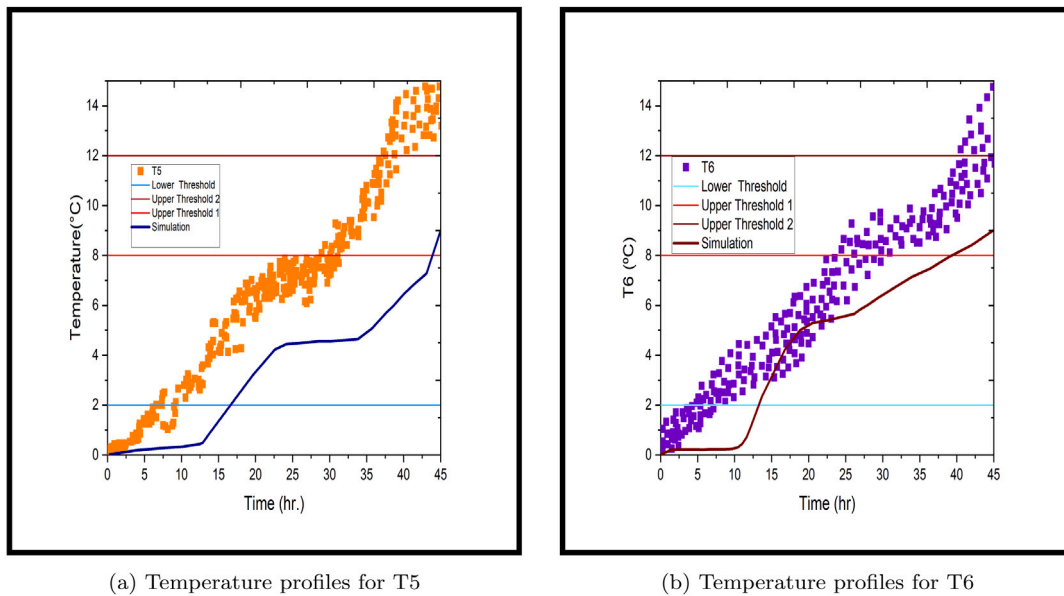 14
12
10
8
6
4
2
0
Temperature(°C)
T5
Lower Threshold
Upper Threshold 2
Upper Threshold 1
Simulation
0 5 10 15 20 25 30 35 40 45
Time (hr.)
(a) Temperature profiles for T5
14
12
10
8
6
4
2
0
T6 (ºC)
T6
Lower Threshold
Upper Threshold 1
Upper Threshold 2
Simulation
0 5 10 15 20 25 30 35 40 45
Time (hr)
(b) Temperature profiles for T6